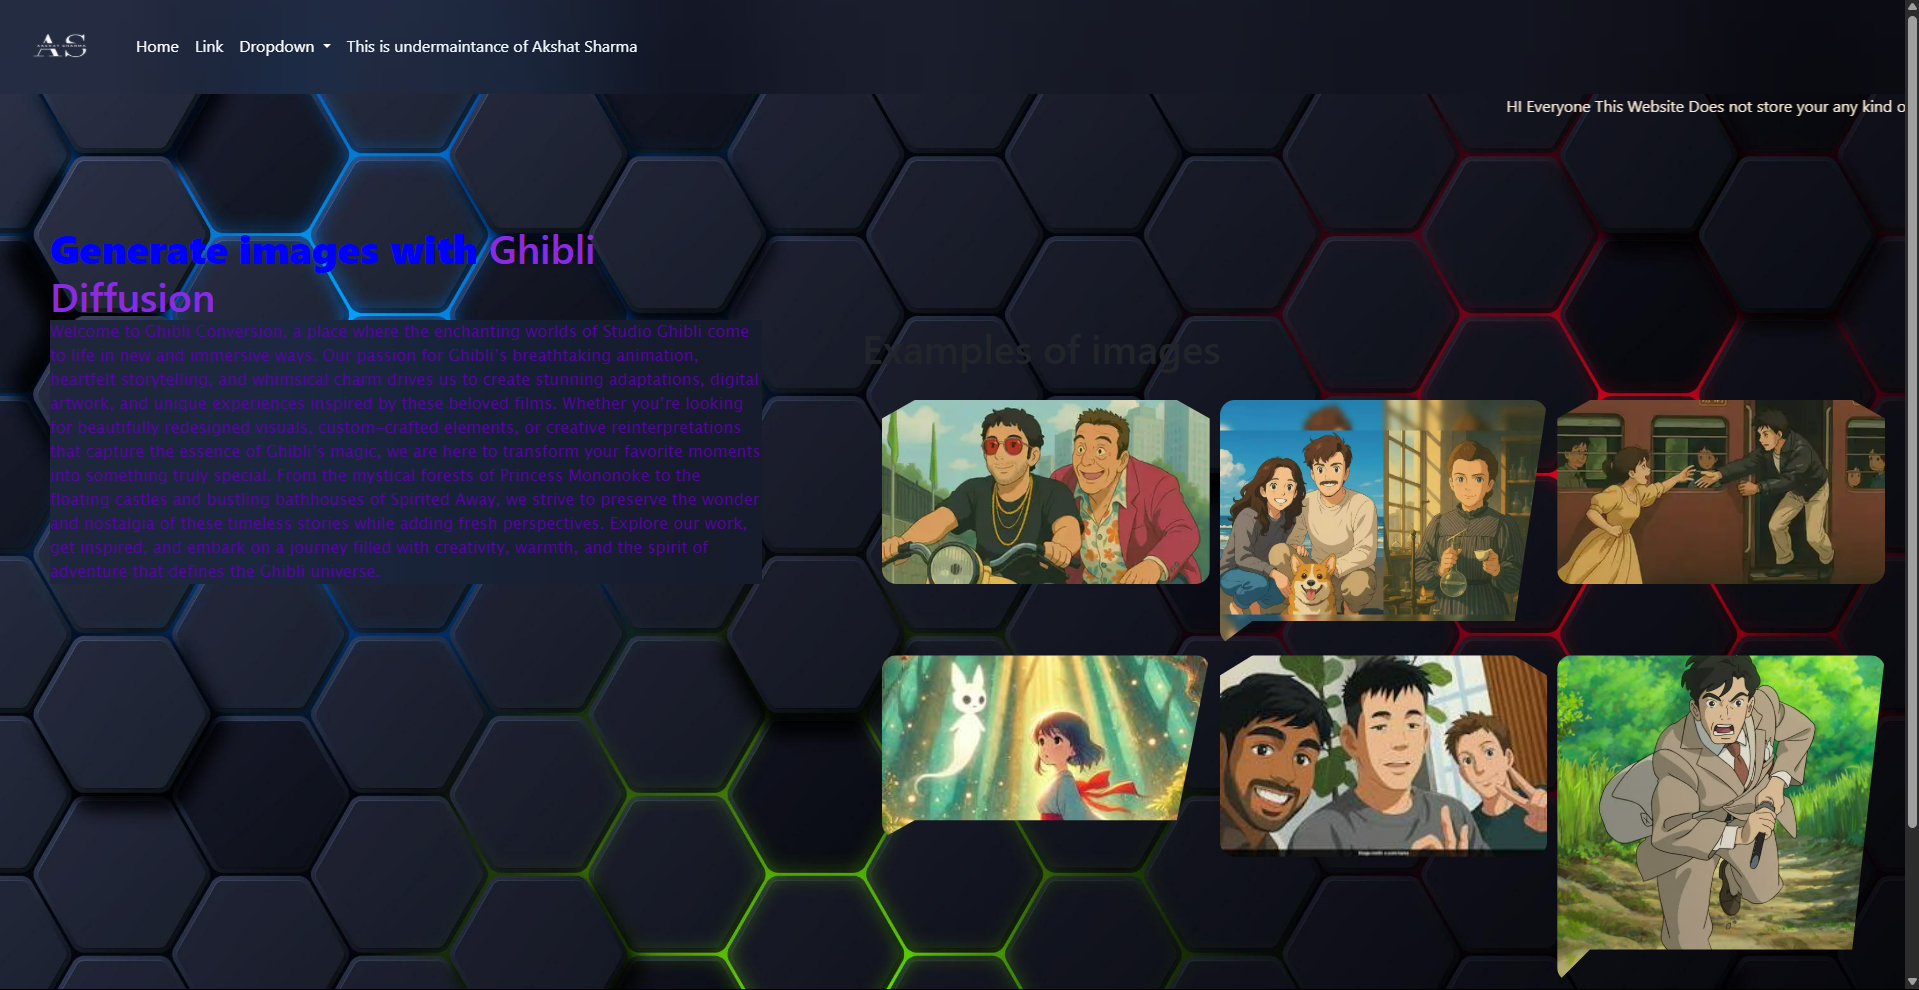 AS
AKSHAT SHARMA
Home Link Dropdown This is undermaintance of Akshat Sharma
HI Everyone This Website Does not store your any kind o
Generate images with Ghibli
Diffusion
Welcome to Ghibli Conversion, a place where the enchanting worlds of Studio Ghibli come
to life in new and immersive ways. Our passion for Ghibli's breathtaking animation,
heartfelt storytelling, and whimsical charm drives us to create stunning adaptations, digital
artwork, and unique experiences inspired by these beloved films. Whether you're looking
for beautifully redesigned visuals, custom-crafted elements, or creative reinterpretations
that capture the essence of Ghibli's magic, we are here to transform your favorite moments
into something truly special. From the mystical forests of Princess Mononoke to the
floating castles and bustling bathhouses of Spirited Away, we strive to preserve the wonder
and nostalgia of these timeless stories while adding fresh perspectives. Explore our work,
get inspired, and embark on a journey filled with creativity, warmth, and the spirit of
adventure that defines the Ghibli universe.
Examples of images